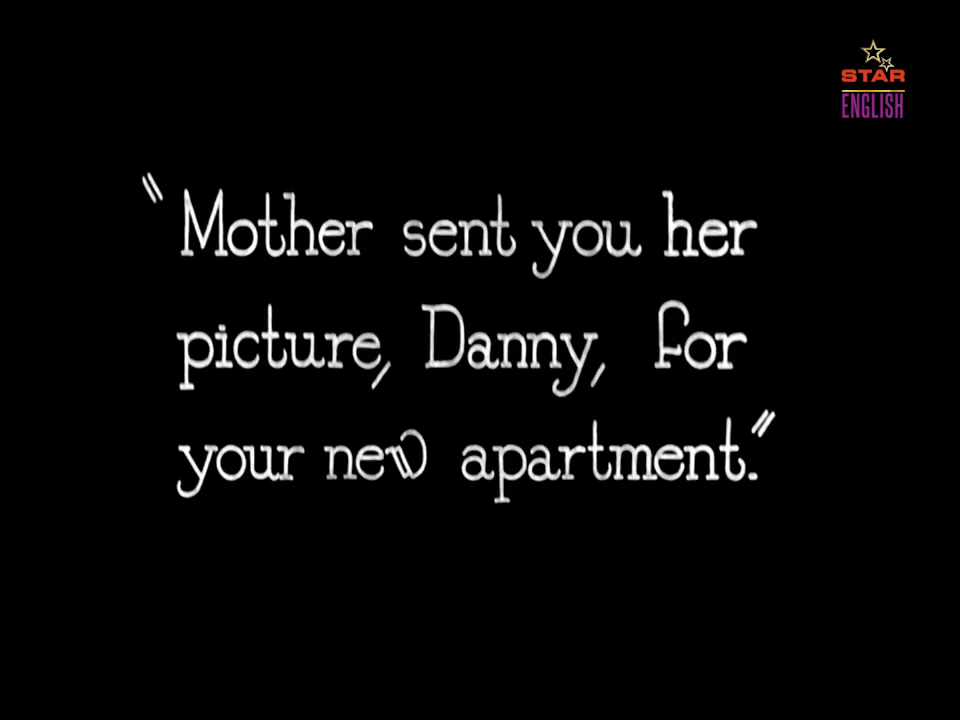 STAR
ENGLISH
"Mother sent you her
picture, Danny, for
your new apartment."